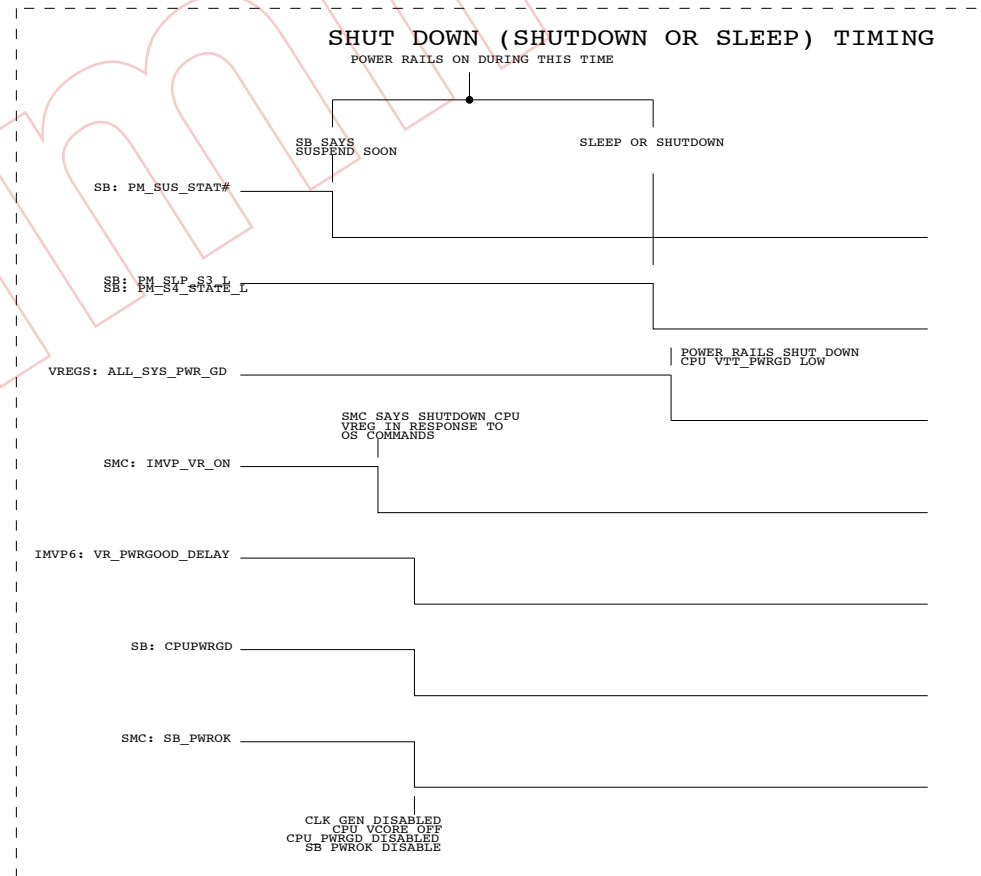 SHUT DOWN (SHUTDOWN OR SLEEP) TIMING
POWER RAILS ON DURING THIS TIME
SB SAYS
SUSPEND SOON
SLEEP OR SHUTDOWN
SB: PM_SUS_STAT#
SB: PM_SLP_S3_L
SB: PM_S4_STATE_L
POWER RAILS SHUT DOWN
CPU VTT_PWRGD LOW
VREGS: ALL_SYS_PWR_GD
SMC SAYS SHUTDOWN CPU
VREG IN RESPONSE TO
OS COMMANDS
SMC: IMVP_VR_ON
IMVP6: VR_PWRGOOD_DELAY
SB: CPUPWRGD
SMC: SB_PWROK
CLK GEN DISABLED
CPU VCORE OFF
CPU PWRGD DISABLED
SB PWROK DISABLE